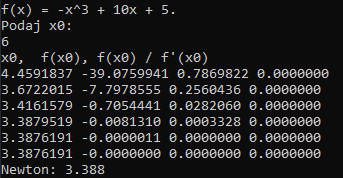 f(x) = -x^3 + 10x + 5.
Podaj x0:
6
x0,  f(x0), f(x0) / f'(x0)
4.4591837 -39.0759941 0.7869822 0.0000000
3.6722015 -7.7978555 0.2560436 0.0000000
3.4161579 -0.7054441 0.0282060 0.0000000
3.3879519 -0.0081310 0.0003328 0.0000000
3.3876191 -0.0000011 0.0000000 0.0000000
3.3876191 -0.0000000 0.0000000 0.0000000
Newton: 3.388